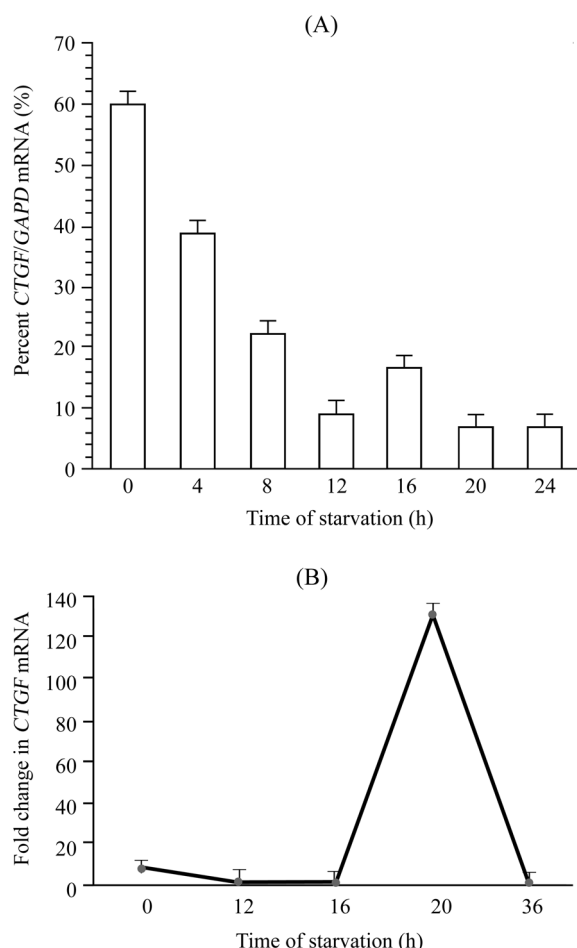 (A)
70
60
50
40
30
20
10
0
Percent CTGF/GAPD mRNA (%)
0 4 8 12 16 20 24
Time of starvation (h)
(B)
140
120
100
80
60
40
20
0
Fold change in CTGF mRNA
0 12 16 20 36
Time of starvation (h)